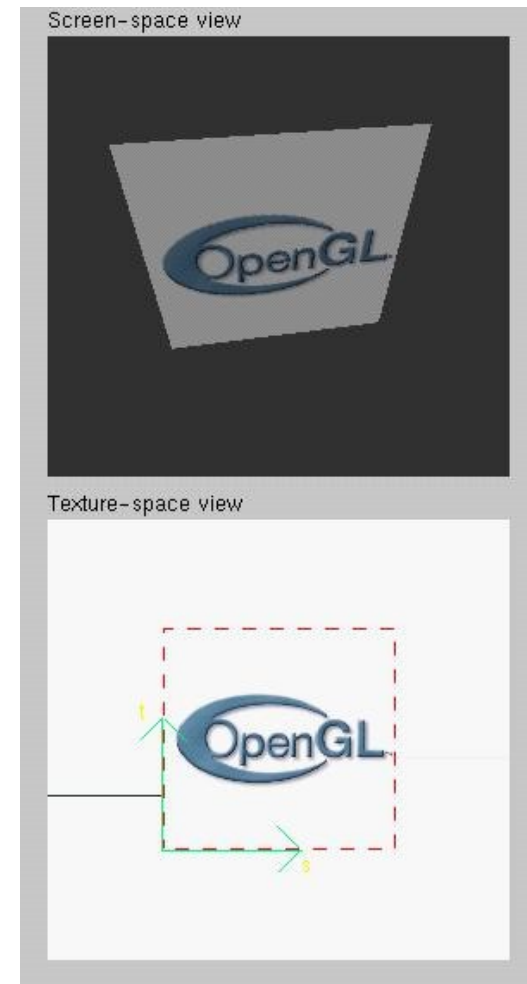 Screen-space view
OpenGL
Texture-space view
t
OpenGL
s